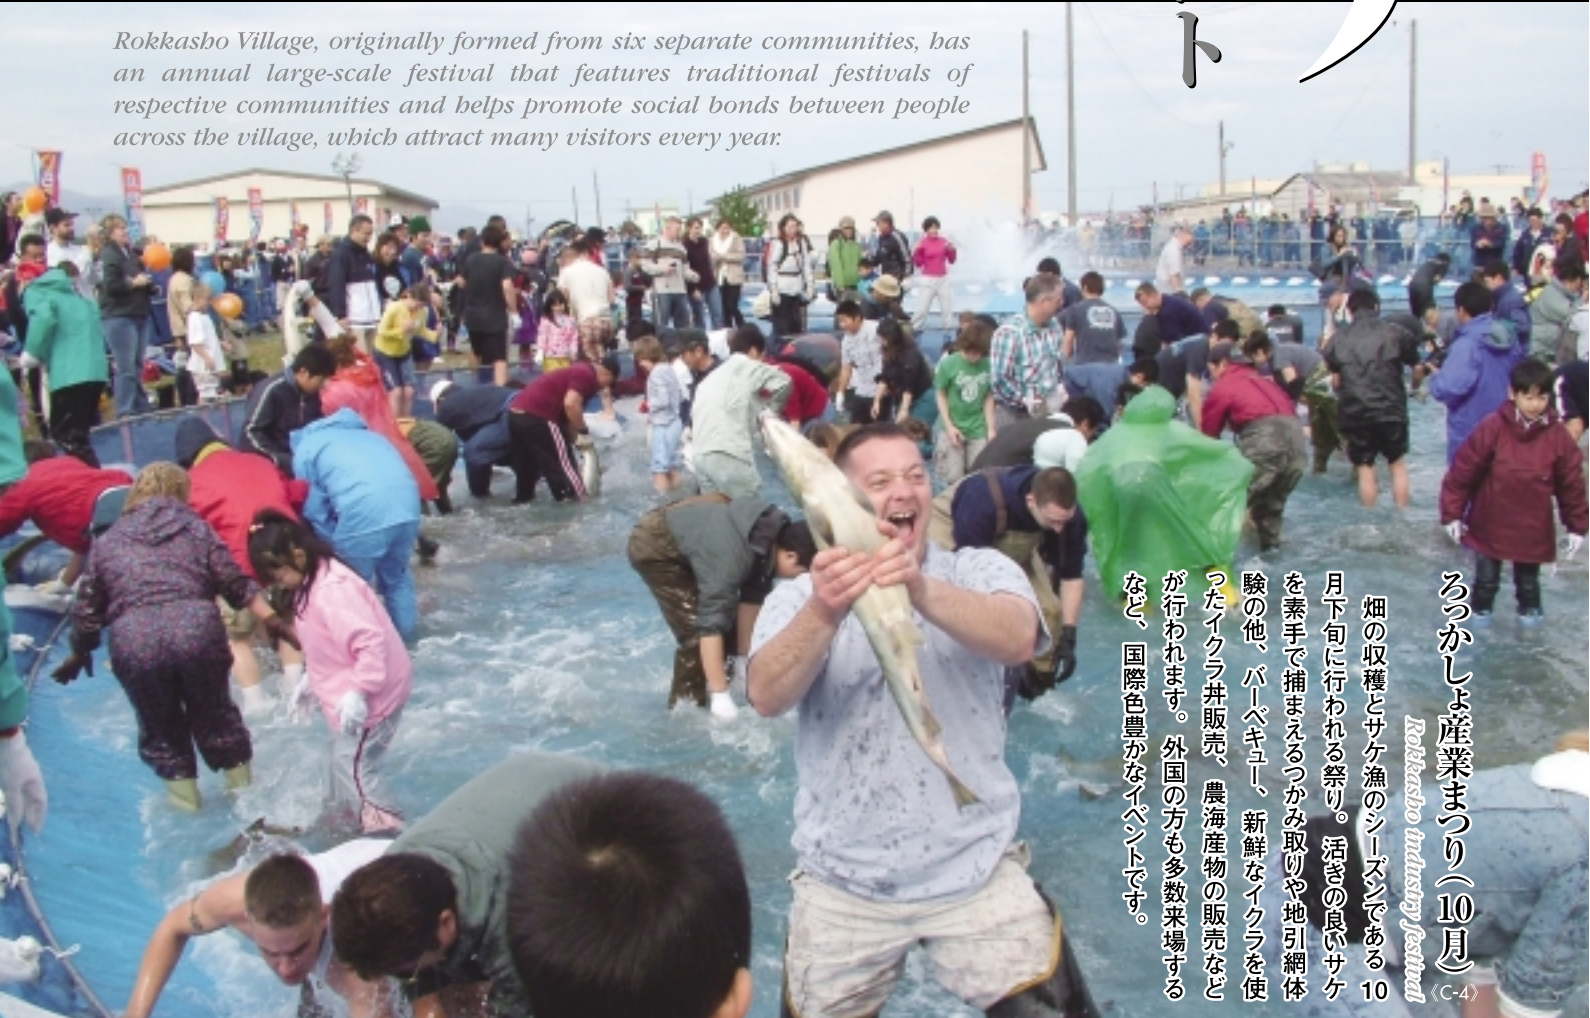 ト
Rokkasho Village, originally formed from six separate communities, has
an annual large-scale festival that features traditional festivals of
respective communities and helps promote social bonds between people
across the village, which attract many visitors every year.
ろっかしょ産業まつり（10月）《C-4》
Rokkasho industry festival
畑の収穫とサケ漁のシーズンである10
月下旬に行われる祭り。活きの良いサケ
を素手で捕まえるつかみ取りや地引網体
験の他、バーベキュー、新鮮なイクラを使
ったイクラ丼販売、農海産物の販売など
が行われます。外国の方も多数来場する
など、国際色豊かなイベントです。